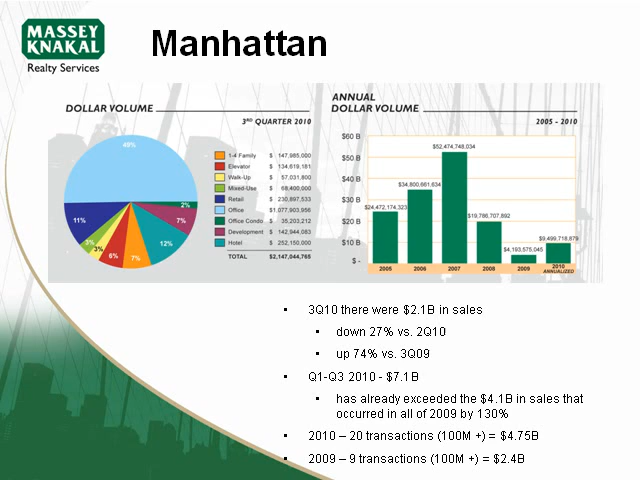 MASSEY
KNAKAL
Realty Services
Manhattan
DOLLAR VOLUME
3RD QUARTER 2010
49%
2%
7%
12%
7%
6%
3%
3%
11%
1-4 Family $ 147,985,000
Elevator $ 134,619,181
Walk-Up $ 57,031,800
Mixed-Use $ 68,400,000
Retail $ 230,897,533
Office $1,077,903,956
Office Condo $ 35,203,212
Development $ 142,944,083
Hotel $ 252,150,000
TOTAL $2,147,044,765
ANNUAL
DOLLAR VOLUME
2005 - 2010
$60 B
$50 B
$40 B
$30 B
$20 B
$10 B
$ -
$24,472,174,323
$34,800,661,634
$52,474,748,034
$19,786,707,892
$4,193,575,045
$9,499,718,879
2005 2006 2007 2008 2009 2010
ANNUALIZED
• 3Q10 there were $2.1B in sales
• down 27% vs. 2Q10
• up 74% vs. 3Q09
• Q1-Q3 2010 - $7.1B
• has already exceeded the $4.1B in sales that
occurred in all of 2009 by 130%
• 2010 – 20 transactions (100M +) = $4.75B
• 2009 – 9 transactions (100M +) = $2.4B